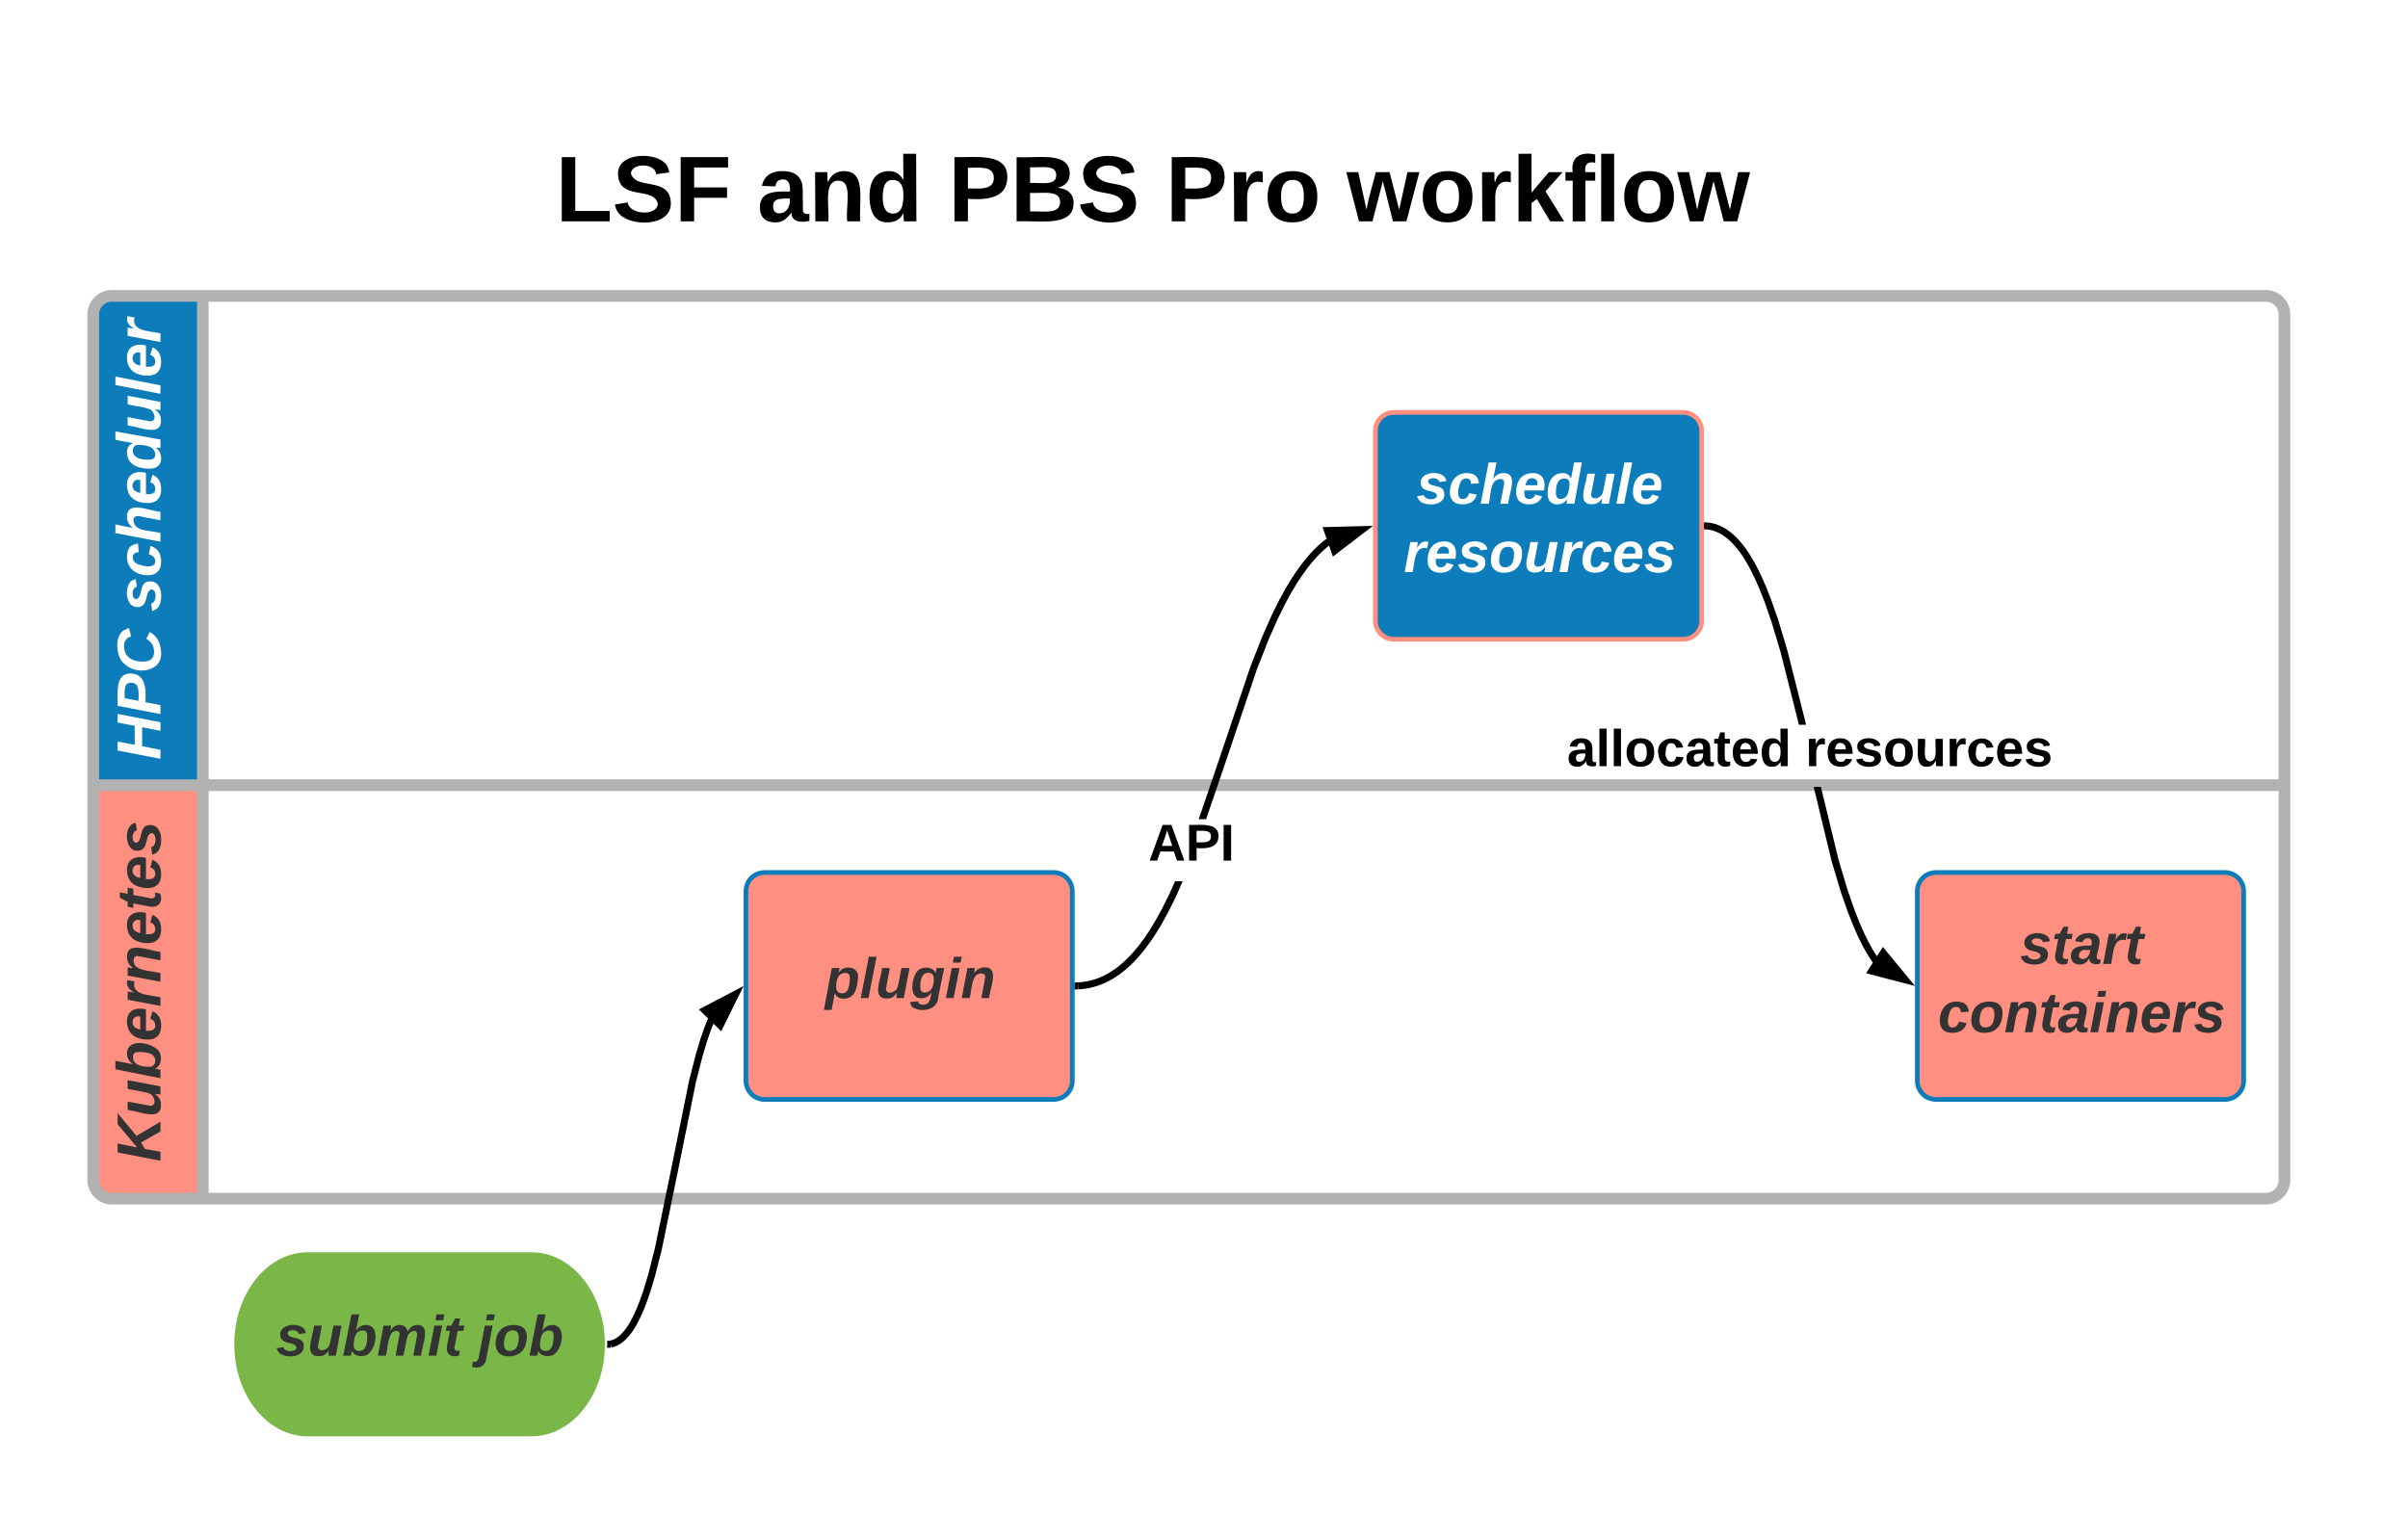 LSF and PBS Pro workflow
HPC scheduler
schedule
resources
allocated resources
Kubernetes
API
plugin
start
containers
submit job